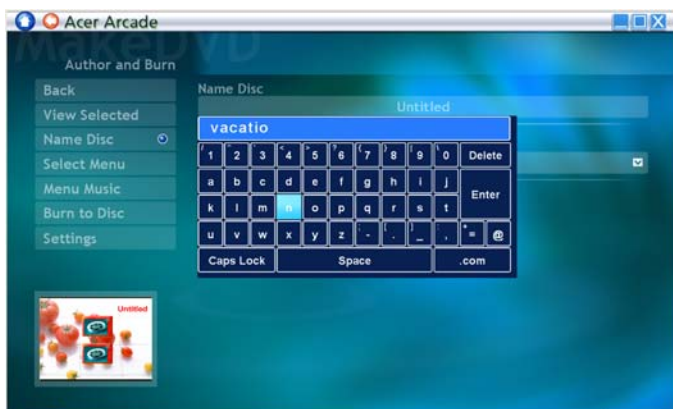 Acer Arcade
MakeDVD
Author and Burn
Back
View Selected
Name Disc
Select Menu
Menu Music
Burn to Disc
Settings
Untitled
Name Disc
Untitled
vacatio
1 2 3 4 5 6 7 8 9 0 Delete
a b c d e f g h i j
Enter
k l m n o p q r s t
u v w x y z - . _ , = @
Caps Lock Space .com